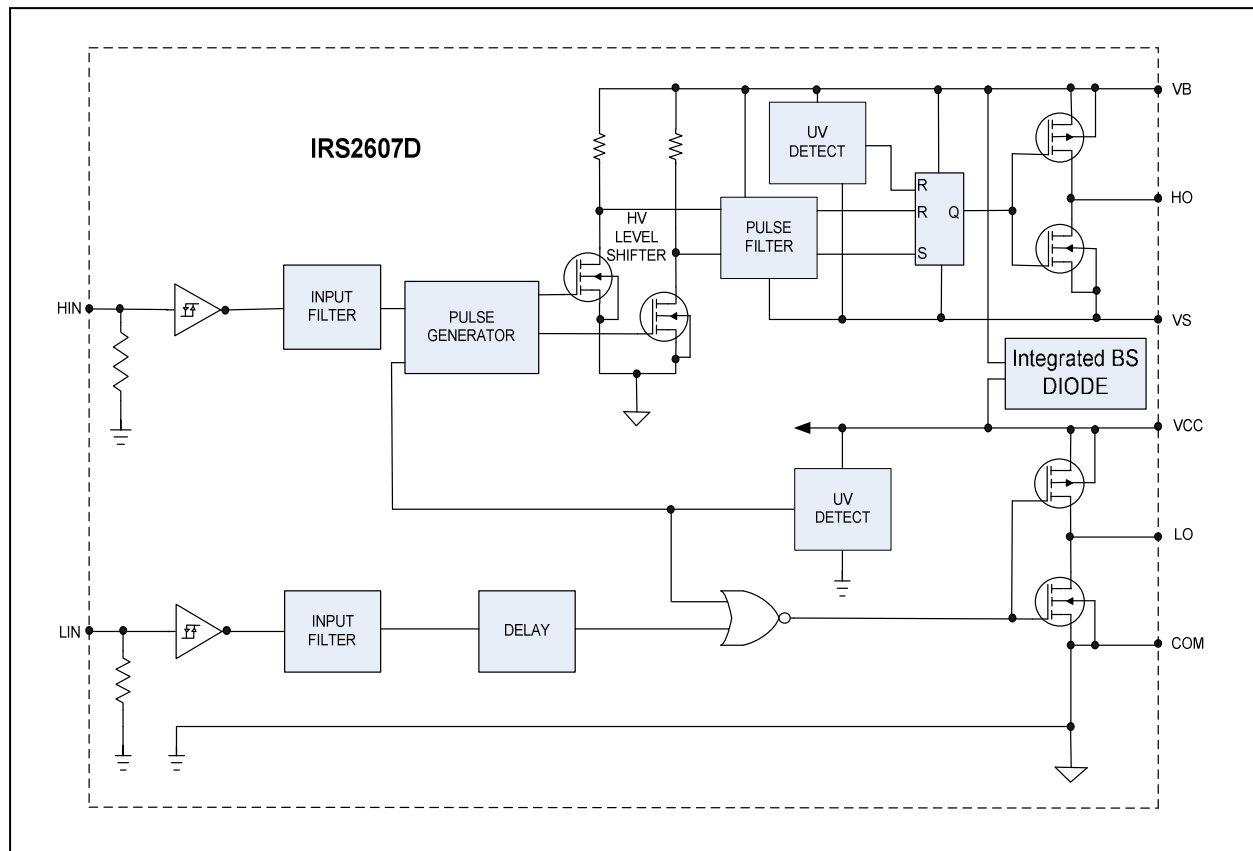 IRS2607D
VB
UV
DETECT
R
R
S
Q
HO
HV
LEVEL
SHIFTER
PULSE
FILTER
HIN
INPUT
FILTER
PULSE
GENERATOR
VS
Integrated BS
DIODE
VCC
UV
DETECT
LO
LIN
INPUT
FILTER
DELAY
COM